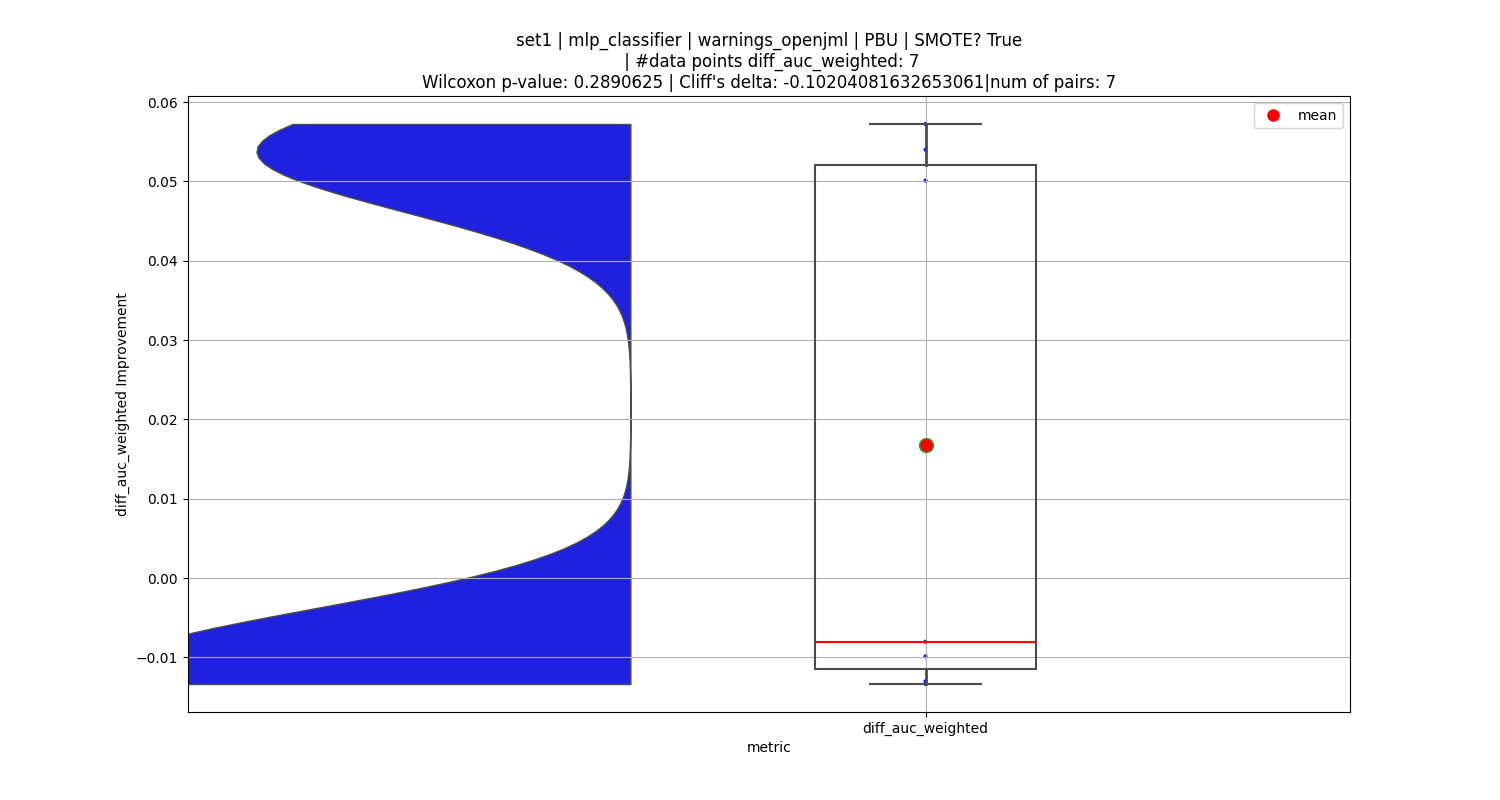 set1 | mlp_classifier | warnings_openjml | PBU | SMOTE? True
| #data points diff_auc_weighted: 7
Wilcoxon p-value: 0.2890625 | Cliff's delta: -0.10204081632653061|num of pairs: 7
mean
0.06
0.05
0.04
0.03
0.02
0.01
0.00
−0.01
diff_auc_weighted Improvement
diff_auc_weighted
metric